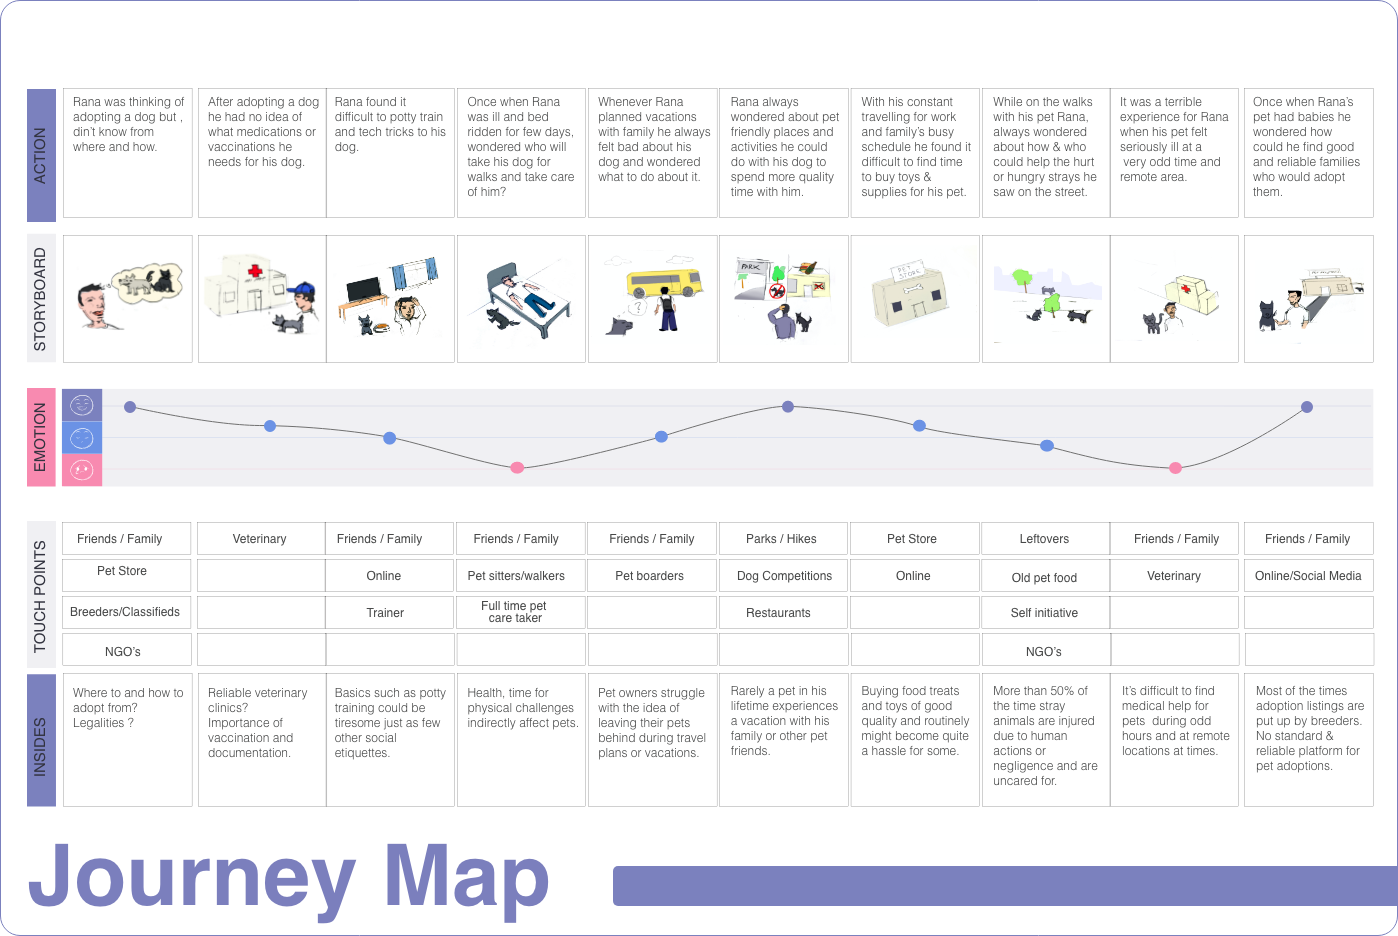 ACTION
Rana was thinking of
adopting a dog but ,
din't know from
where and how.
After adopting a dog
he had no idea of
what medications or
vaccinations he
needs for his dog.
Rana found it
difficult to potty train
and tech tricks to his
dog.
Once when Rana
was ill and bed
ridden for few days,
wondered who will
take his dog for
walks and take care
of him?
Whenever Rana
planned vacations
with family he always
felt bad about his
dog and wondered
what to do about it.
Rana always
wondered about pet
friendly places and
activities he could
do with his dog to
spend more quality
time with him.
With his constant
travelling for work
and family's busy
schedule he found it
difficult to find time
to buy toys &
supplies for his pet.
While on the walks
with his pet Rana,
always wondered
about how & who
could help the hurt
or hungry strays he
saw on the street.
It was a terrible
experience for Rana
when his pet felt
seriously ill at a
very odd time and
remote area.
Once when Rana's
pet had babies he
wondered how
could he find good
and reliable families
who would adopt
them.
STORYBOARD
PARK
PET
STORE
EMOTION
TOUCH POINTS
Friends / Family
Veterinary
Friends / Family
Friends / Family
Friends / Family
Parks / Hikes
Pet Store
Leftovers
Friends / Family
Friends / Family
Pet Store
Online
Pet sitters/walkers
Pet boarders
Dog Competitions
Online
Old pet food
Veterinary
Online/Social Media
Breeders/Classifieds
Trainer
Full time pet
care taker
Restaurants
Self initiative
NGO's
NGO's
INSIDES
Where to and how to
adopt from?
Legalities ?
Reliable veterinary
clinics?
Importance of
vaccination and
documentation.
Basics such as potty
training could be
tiresome just as few
other social
etiquettes.
Health, time for
physical challenges
indirectly affect pets.
Pet owners struggle
with the idea of
leaving their pets
behind during travel
plans or vacations.
Rarely a pet in his
lifetime experiences
a vacation with his
family or other pet
friends.
Buying food treats
and toys of good
quality and routinely
might become quite
a hassle for some.
More than 50% of
the time stray
animals are injured
due to human
actions or
negligence and are
uncared for.
It's difficult to find
medical help for
pets during odd
hours and at remote
locations at times.
Most of the times
adoption listings are
put up by breeders.
No standard &
reliable platform for
pet adoptions.
Journey Map